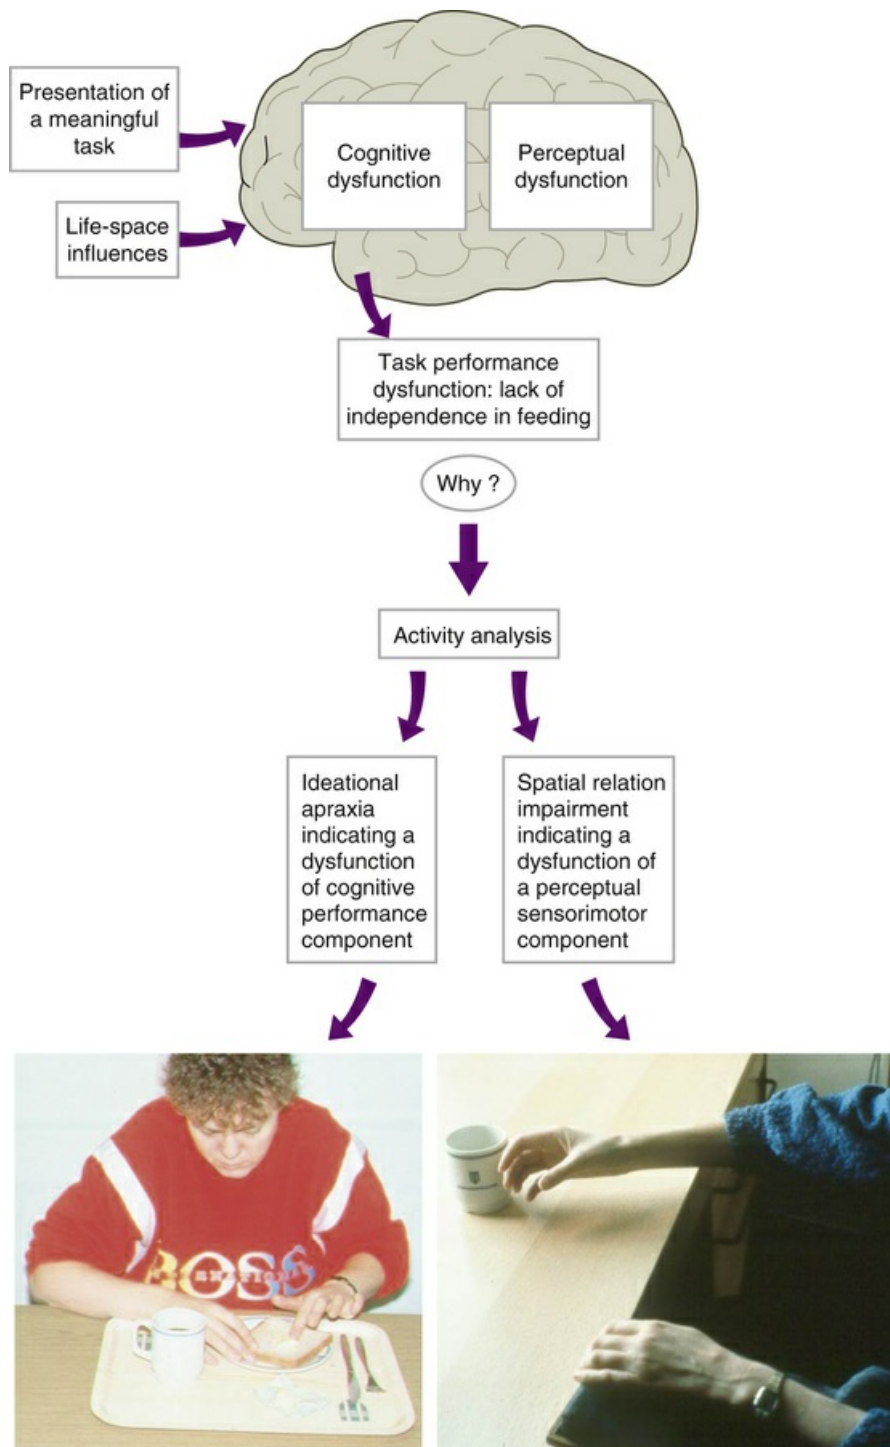 Presentation of
a meaningful
task
Cognitive
dysfunction
Perceptual
dysfunction
Life-space
influences
Task performance
dysfunction: lack of
independence in feeding
Why ?
Activity analysis
Ideational
apraxia
indicating a
dysfunction
of cognitive
performance
component
Spatial relation
impairment
indicating a
dysfunction of
a perceptual
sensorimotor
component
BOSS